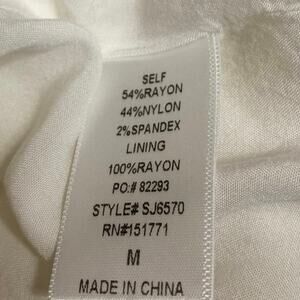 SELF
54%RAYON
44%NYLON
2%SPANDEX
LINING
100%RAYON
PO:# 82293
STYLE# SJ6570
RN#151771
M
MADE IN CHINA